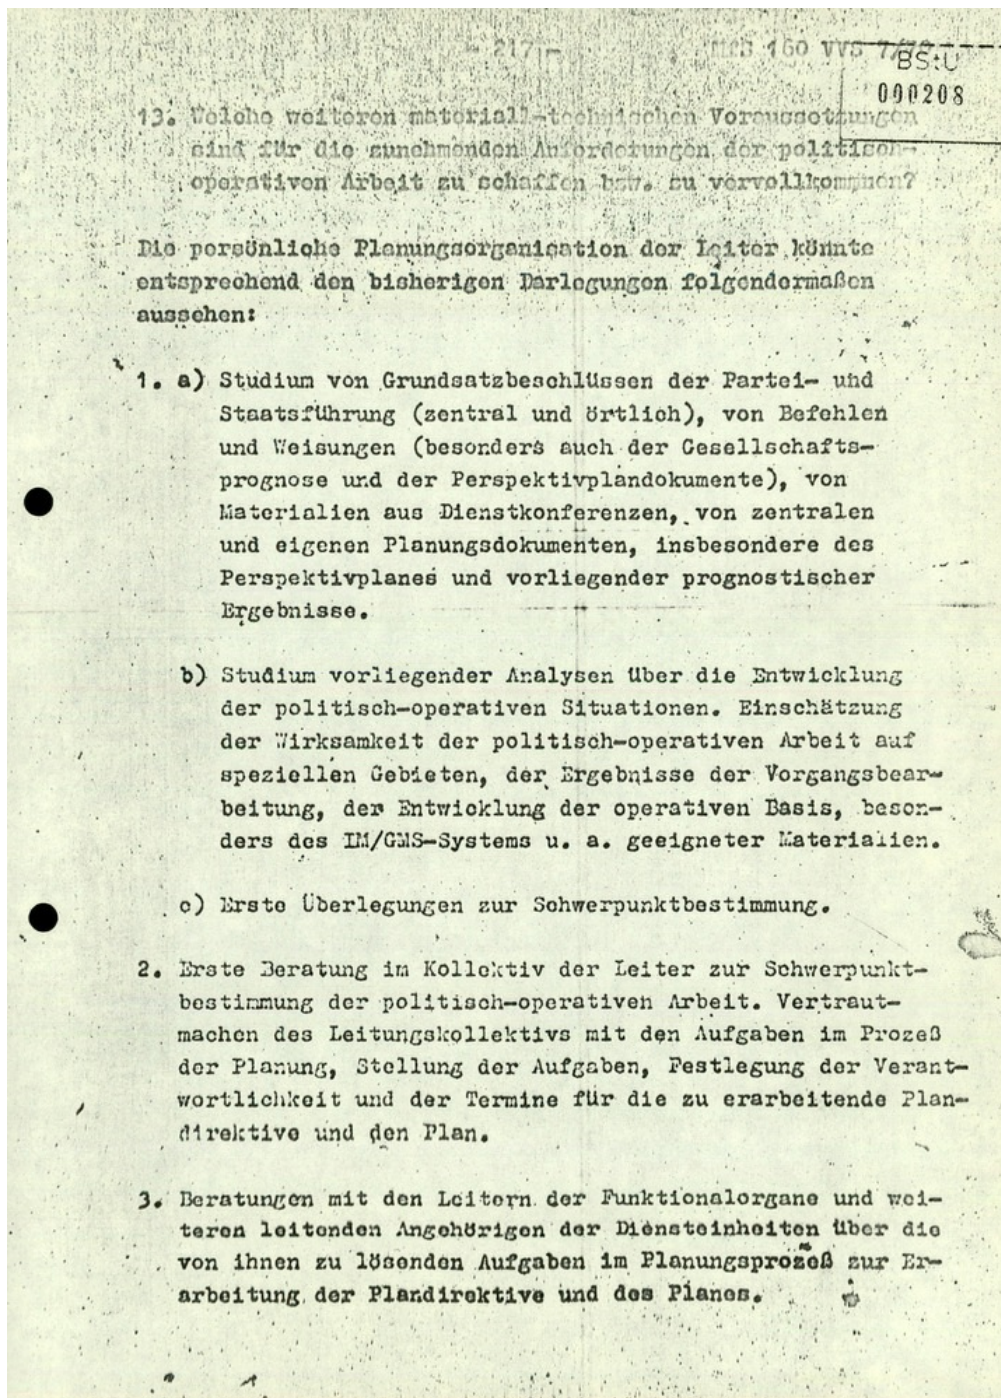 - 217 -
MfS 160 VVS 7/72
BStU
000208
13. Welche weiteren materiell-technischen Voraussetzungen
sind für die zunehmenden Anforderungen der politisch-
operativen Arbeit zu schaffen bzw. zu vervollkommnen?
Die persönliche Planungsorganisation der Leiter könnte
entsprechend den bisherigen Darlegungen folgendermaßen
aussehen:
1. a) Studium von Grundsatzbeschlüssen der Partei- und
Staatsführung (zentral und örtlich), von Befehlen
und Weisungen (besonders auch der Gesellschafts-
prognose und der Perspektivplandokumente), von
Materialien aus Dienstkonferenzen, von zentralen
und eigenen Planungsdokumenten, insbesondere des
Perspektivplanes und vorliegender prognostischer
Ergebnisse.
b) Studium vorliegender Analysen über die Entwicklung
der politisch-operativen Situationen. Einschätzung
der Wirksamkeit der politisch-operativen Arbeit auf
speziellen Gebieten, der Ergebnisse der Vorgangsbear-
beitung, der Entwicklung der operativen Basis, beson-
ders des IM/GMS-Systems u. a. geeigneter Materialien.
c) Erste Überlegungen zur Schwerpunktbestimmung.
2. Erste Beratung im Kollektiv der Leiter zur Schwerpunkt-
bestimmung der politisch-operativen Arbeit. Vertraut-
machen des Leitungskollektivs mit den Aufgaben im Prozeß
der Planung, Stellung der Aufgaben, Festlegung der Verant-
wortlichkeit und der Termine für die zu erarbeitende Plan-
direktive und den Plan.
3. Beratungen mit den Leitern der Funktionalorgane und wei-
teren leitenden Angehörigen der Diensteinheiten über die
von ihnen zu lösenden Aufgaben im Planungsprozeß zur Er-
arbeitung der Plandirektive und des Planes.